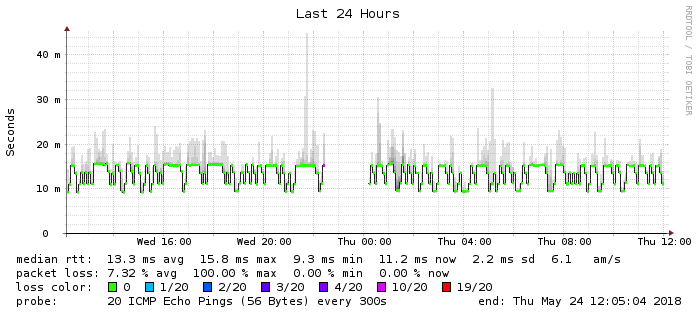 Last 24 Hours
RRDTOOL / TOBI OETIKER
Seconds
40 m
30 m
20 m
10 m
0
Wed 16:00 Wed 20:00 Thu 00:00 Thu 04:00 Thu 08:00 Thu 12:00
median rtt: 13.3 ms avg 15.8 ms max 9.3 ms min 11.2 ms now 2.2 ms sd 6.1 am/s
packet loss: 7.32 % avg 100.00 % max 0.00 % min 0.00 % now
loss color: 0 1/20 2/20 3/20 4/20 10/20 19/20
probe: 20 ICMP Echo Pings (56 Bytes) every 300s end: Thu May 24 12:05:04 2018